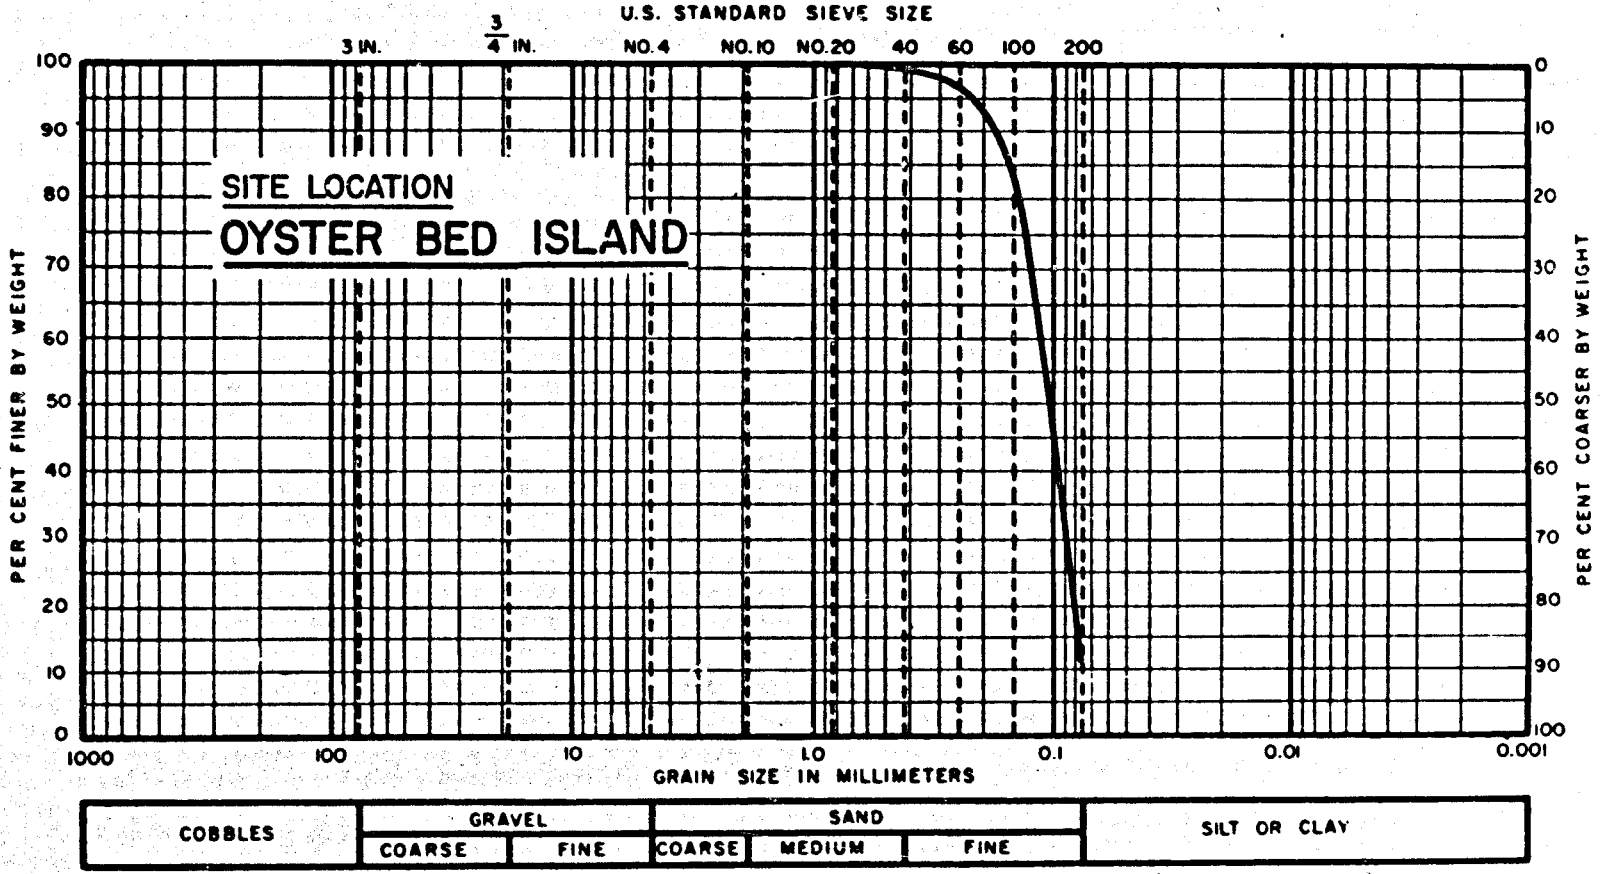 U.S. STANDARD SIEVE SIZE
3 IN. 3/4 IN. NO.4 NO.10 NO.20 40 60 100 200
100 0
90 10
80 20
70 30
60 40
50 50
40 60
30 70
20 80
10 90
0 100
SITE LOCATION
OYSTER BED ISLAND
PER CENT FINER BY WEIGHT
PER CENT COARSER BY WEIGHT
1000 100 10 1.0 0.1 0.01 0.001
GRAIN SIZE IN MILLIMETERS
COBBLES GRAVEL SAND SILT OR CLAY
COARSE FINE COARSE MEDIUM FINE